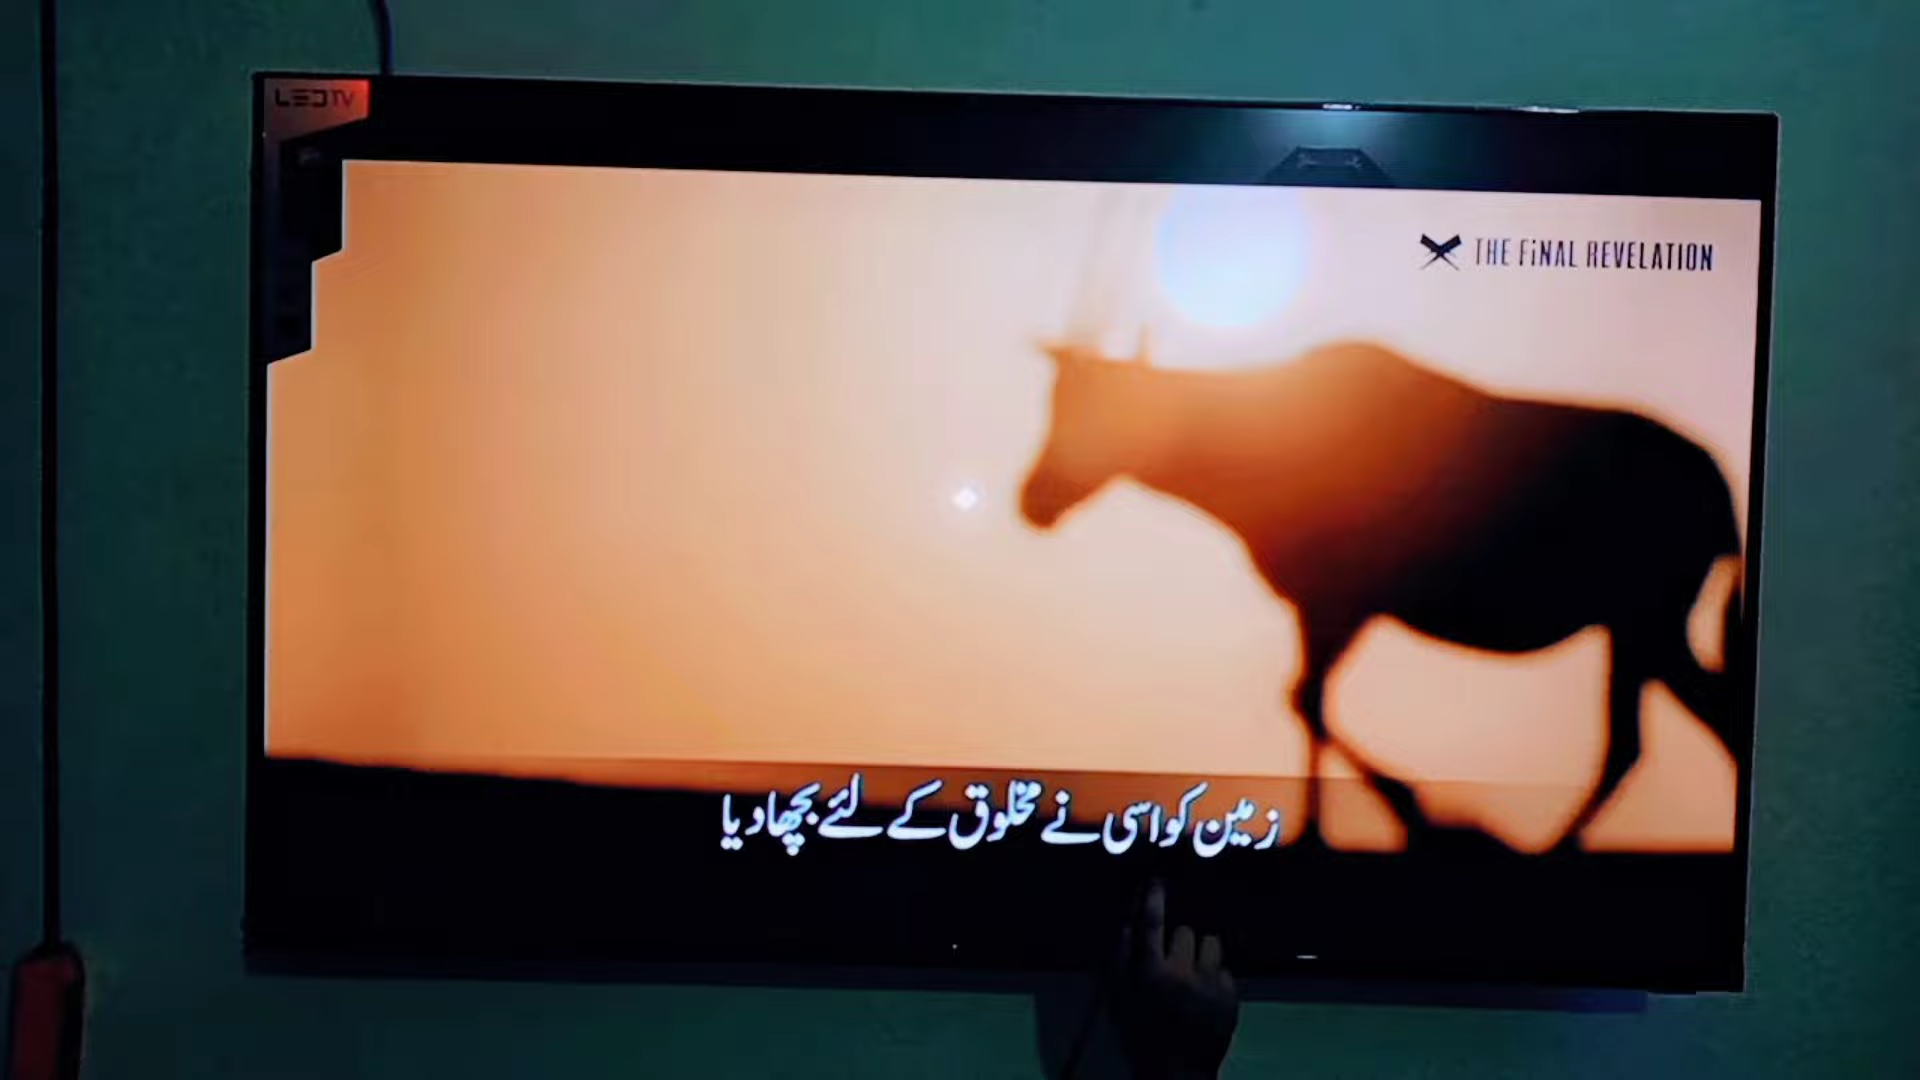 LED TV
THE FiNAL REVELATION
زمین کو اسی نے مخلوق کے لئے بچھا دیا